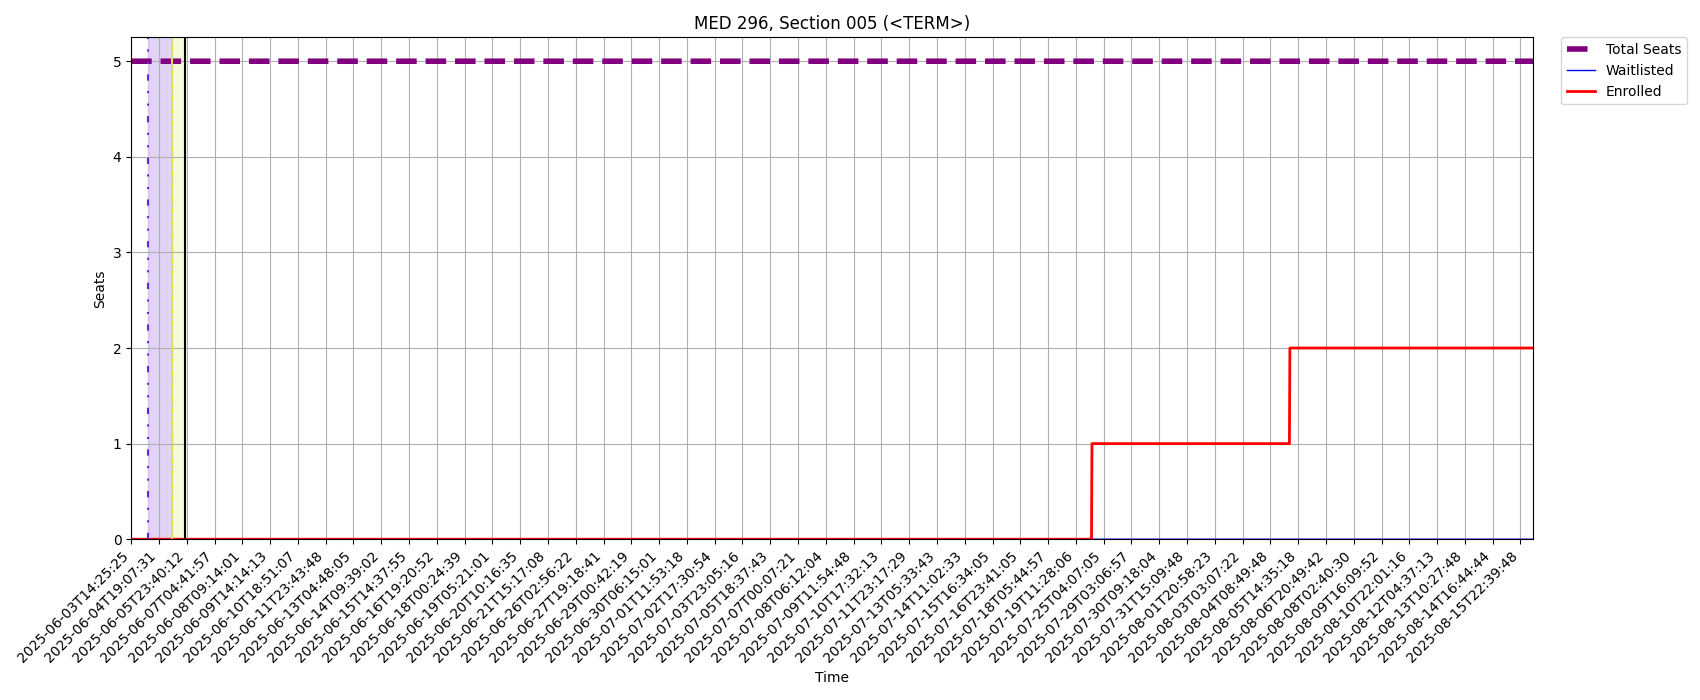 MED 296, Section 005 (<TERM>)
Total Seats
Waitlisted
Enrolled
Seats
5
4
3
2
1
0
2025-06-03T14:25:25
2025-06-04T19:07:31
2025-06-05T23:40:12
2025-06-07T04:41:57
2025-06-08T09:14:01
2025-06-09T14:14:13
2025-06-10T18:51:07
2025-06-11T23:43:48
2025-06-13T04:48:05
2025-06-14T09:39:02
2025-06-15T14:37:55
2025-06-16T19:20:52
2025-06-18T00:24:39
2025-06-19T05:21:01
2025-06-20T10:16:35
2025-06-21T15:17:08
2025-06-26T02:56:22
2025-06-27T19:18:41
2025-06-29T00:42:19
2025-06-30T06:15:01
2025-07-01T11:53:18
2025-07-02T17:30:54
2025-07-03T23:05:16
2025-07-05T18:37:43
2025-07-07T00:07:21
2025-07-08T06:12:04
2025-07-09T11:54:48
2025-07-10T17:32:13
2025-07-11T23:17:29
2025-07-13T05:33:43
2025-07-14T11:02:33
2025-07-15T16:34:05
2025-07-16T23:41:05
2025-07-18T05:44:57
2025-07-19T11:28:06
2025-07-25T04:07:05
2025-07-29T03:06:57
2025-07-30T09:18:04
2025-07-31T15:09:48
2025-08-01T20:58:23
2025-08-03T03:07:22
2025-08-04T08:49:48
2025-08-05T14:35:18
2025-08-06T20:49:42
2025-08-08T02:40:30
2025-08-09T16:09:52
2025-08-10T22:01:16
2025-08-12T04:37:13
2025-08-13T10:27:48
2025-08-14T16:44:44
2025-08-15T22:39:48
Time